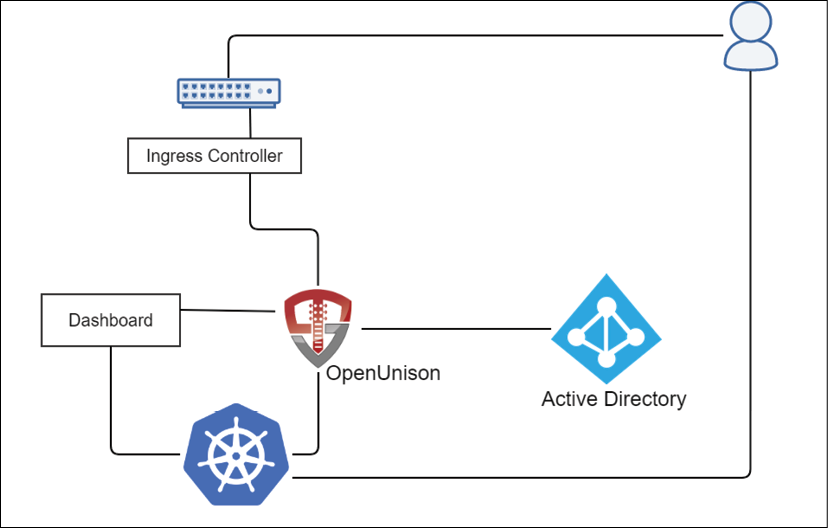 Ingress Controller
Dashboard
OpenUnison
Active Directory